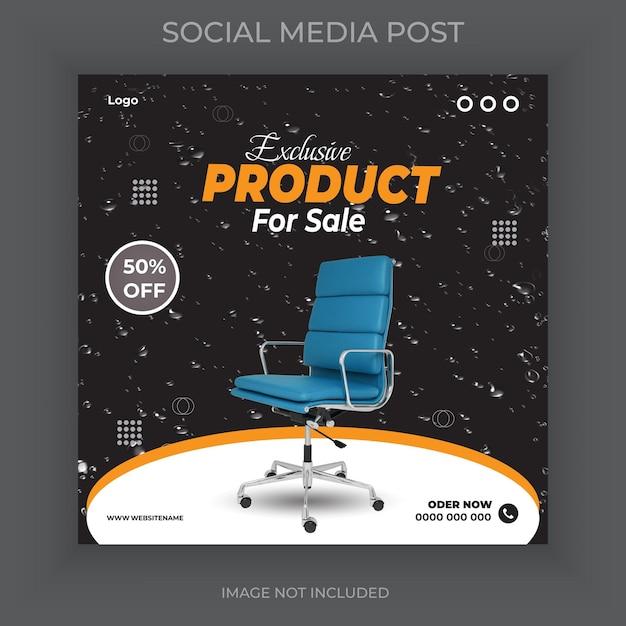 SOCIAL MEDIA POST
Logo
Exclusive
PRODUCT
For Sale
50%
OFF
WWW.WEBSITENAME
ODER NOW
0000 000 000
IMAGE NOT INCLUDED